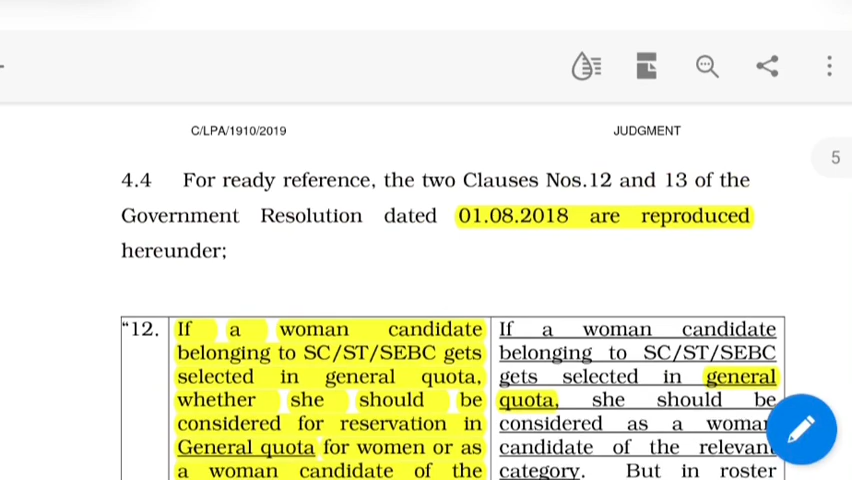 C/LPA/1910/2019 JUDGMENT
5
4.4 For ready reference, the two Clauses Nos.12 and 13 of the
Government Resolution dated 01.08.2018 are reproduced
hereunder;
“12. If a woman candidate
belonging to SC/ST/SEBC gets
selected in general quota,
whether she should be
considered for reservation in
General quota for women or as
a woman candidate of the
If a woman candidate
belonging to SC/ST/SEBC
gets selected in general
quota, she should be
considered as a woman
candidate of the relevant
category. But in roster